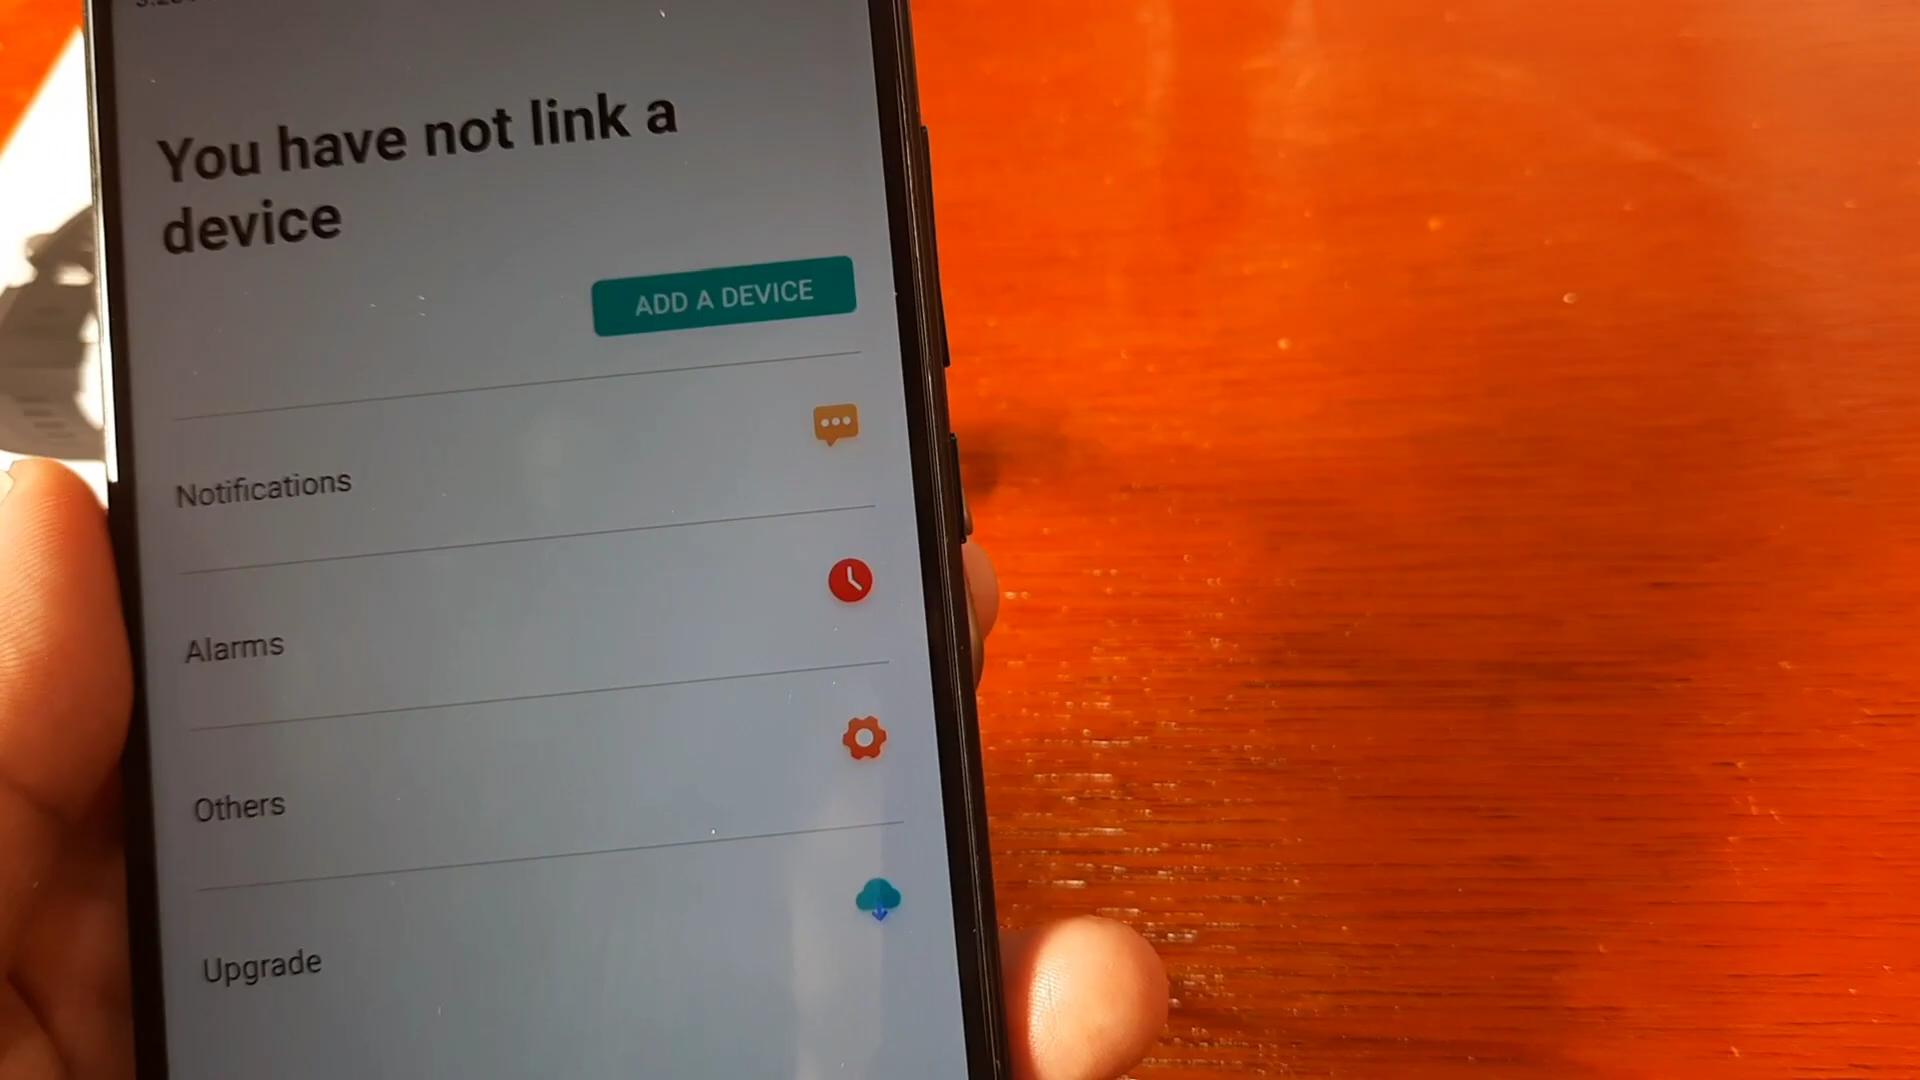 You have not link a
device
ADD A DEVICE
Notifications
Alarms
Others
Upgrade